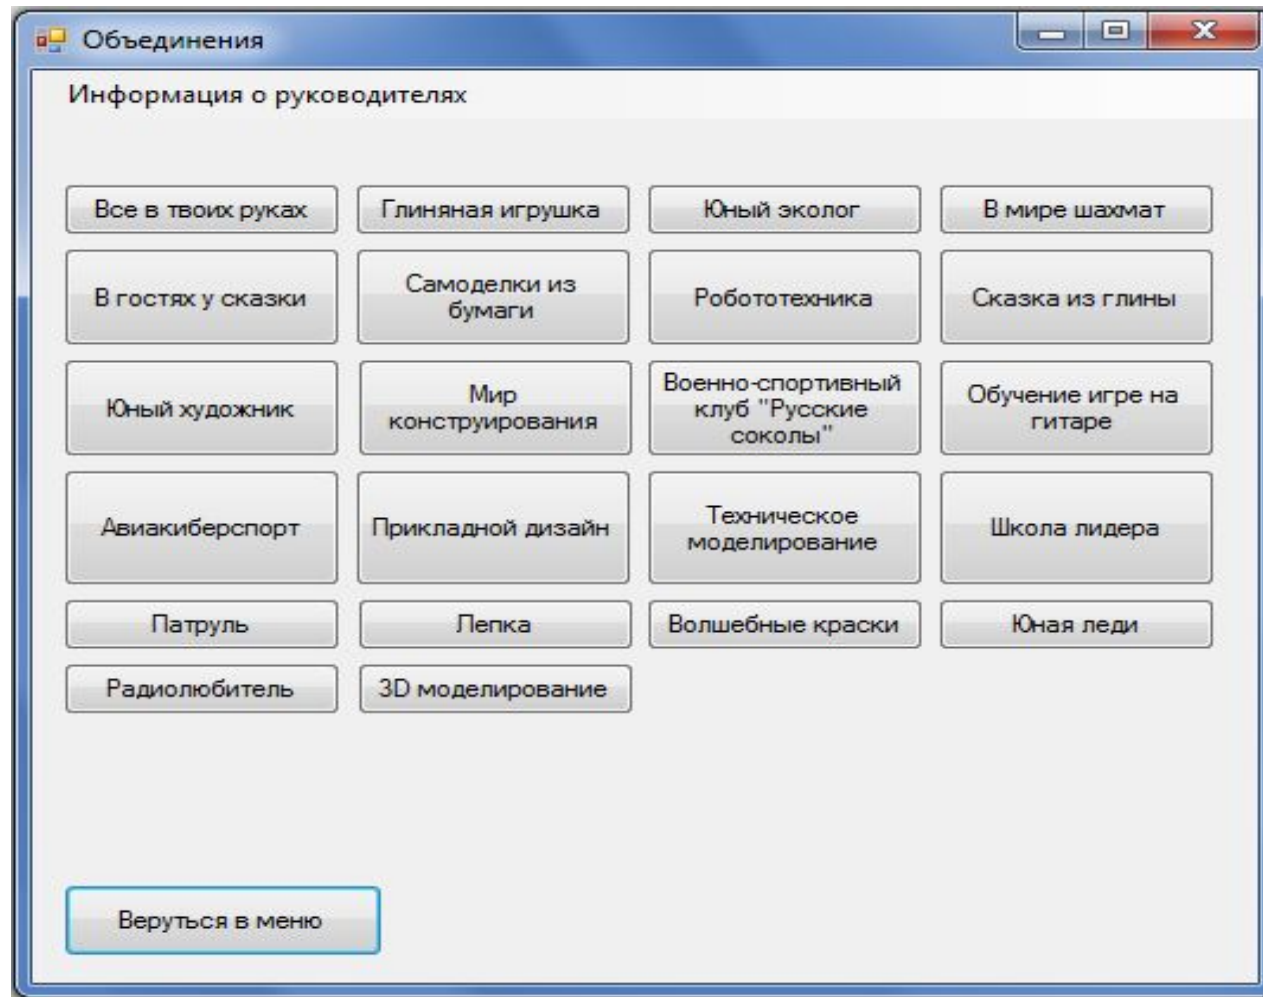 Объединения
Информация о руководителях
Все в твоих руках
Глиняная игрушка
Юный эколог
В мире шахмат
В гостях у сказки
Самоделки из
бумаги
Робототехника
Сказка из глины
Юный художник
Мир
конструирования
Военно-спортивный
клуб "Русские
соколы"
Обучение игре на
гитаре
Авиакиберспорт
Прикладной дизайн
Техническое
моделирование
Школа лидера
Патруль
Лепка
Волшебные краски
Юная леди
Радиолюбитель
3D моделирование
Веруться в меню